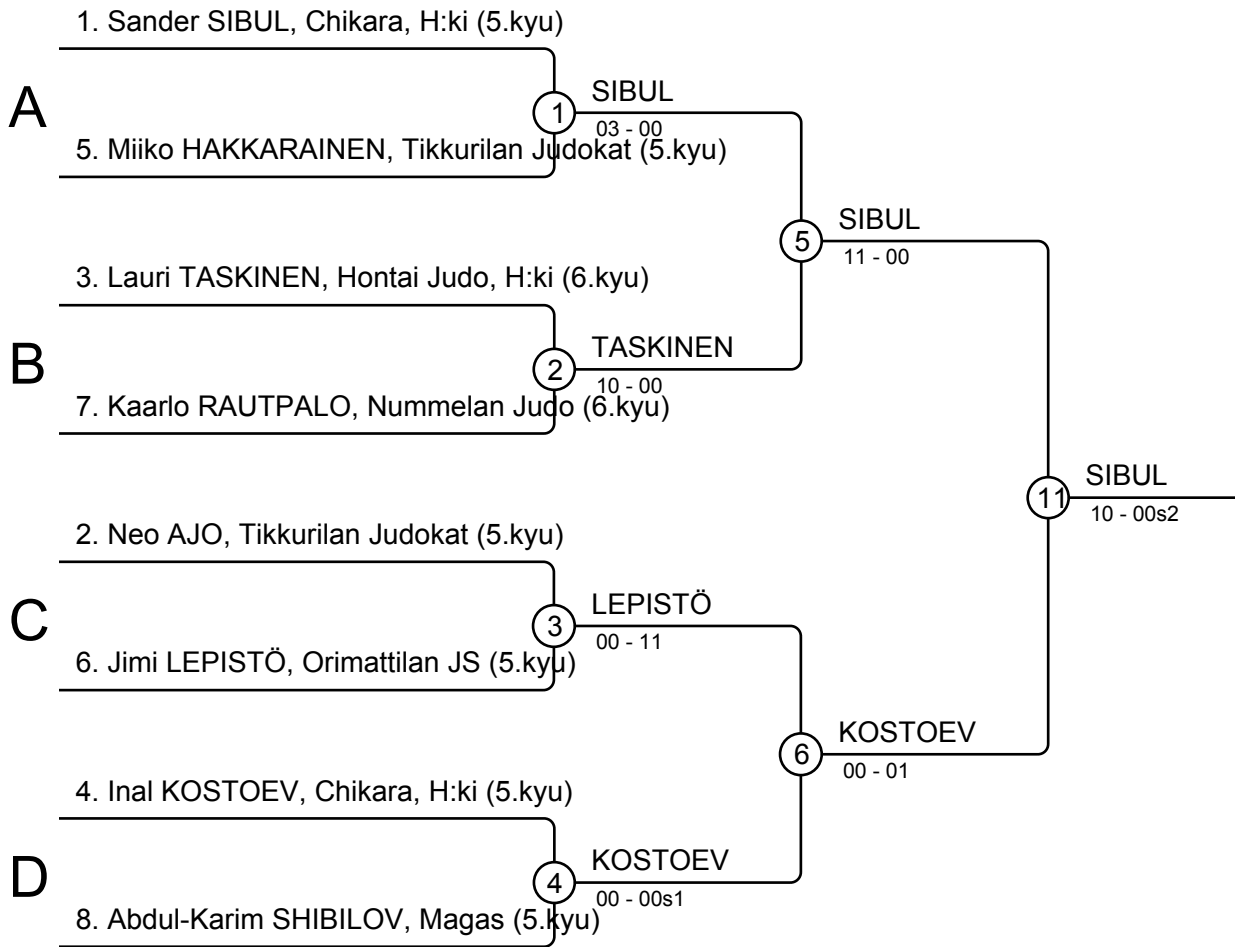 1. Sander SIBUL, Chikara, H:ki (5.kyu)
A
1
SIBUL
03 - 00
5. Miiko HAKKARAINEN, Tikkurilan Judokat (5.kyu)
5
SIBUL
11 - 00
3. Lauri TASKINEN, Hontai Judo, H:ki (6.kyu)
B
2
TASKINEN
10 - 00
7. Kaarlo RAUTPALO, Nummelan Judo (6.kyu)
11
SIBUL
10 - 00s2
2. Neo AJO, Tikkurilan Judokat (5.kyu)
C
3
LEPISTÖ
00 - 11
6. Jimi LEPISTÖ, Orimattilan JS (5.kyu)
6
KOSTOEV
00 - 01
4. Inal KOSTOEV, Chikara, H:ki (5.kyu)
D
4
KOSTOEV
00 - 00s1
8. Abdul-Karim SHIBILOV, Magas (5.kyu)